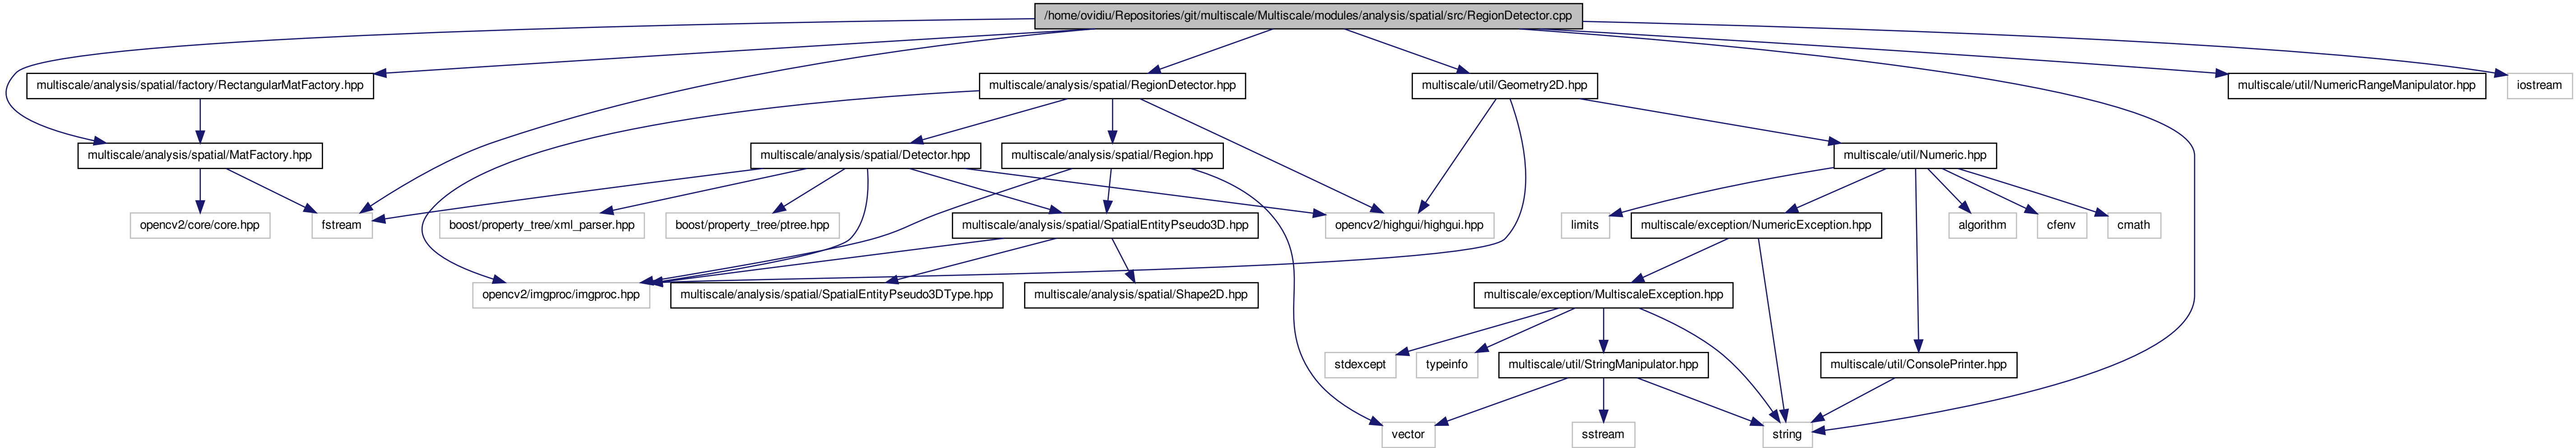 /home/ovidiu/Repositories/git/multiscale/Multiscale/modules/analysis/spatial/src/RegionDetector.cpp
multiscale/analysis/spatial/factory/RectangularMatFactory.hpp
multiscale/analysis/spatial/RegionDetector.hpp
multiscale/util/Geometry2D.hpp
multiscale/util/NumericRangeManipulator.hpp
iostream
multiscale/analysis/spatial/MatFactory.hpp
multiscale/analysis/spatial/Detector.hpp
multiscale/analysis/spatial/Region.hpp
multiscale/util/Numeric.hpp
opencv2/core/core.hpp
fstream
boost/property_tree/xml_parser.hpp
boost/property_tree/ptree.hpp
multiscale/analysis/spatial/SpatialEntityPseudo3D.hpp
opencv2/highgui/highgui.hpp
limits
multiscale/exception/NumericException.hpp
algorithm
cfenv
cmath
opencv2/imgproc/imgproc.hpp
multiscale/analysis/spatial/SpatialEntityPseudo3DType.hpp
multiscale/analysis/spatial/Shape2D.hpp
multiscale/exception/MultiscaleException.hpp
stdexcept
typeinfo
multiscale/util/StringManipulator.hpp
multiscale/util/ConsolePrinter.hpp
vector
sstream
string